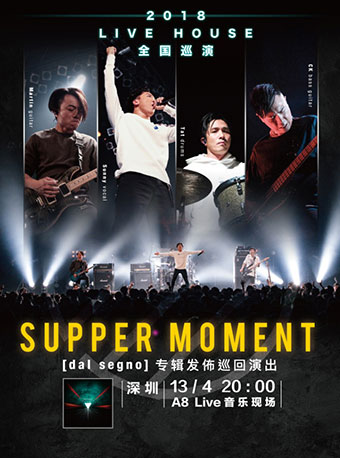 2018
LIVE HOUSE
全国巡演
Martin guitar
Sunny vocal
Tat drums
CK bass guitar
SUPPER MOMENT
[dal segno] 专辑发佈巡回演出
深圳
13/4 20:00
A8 Live音乐现场